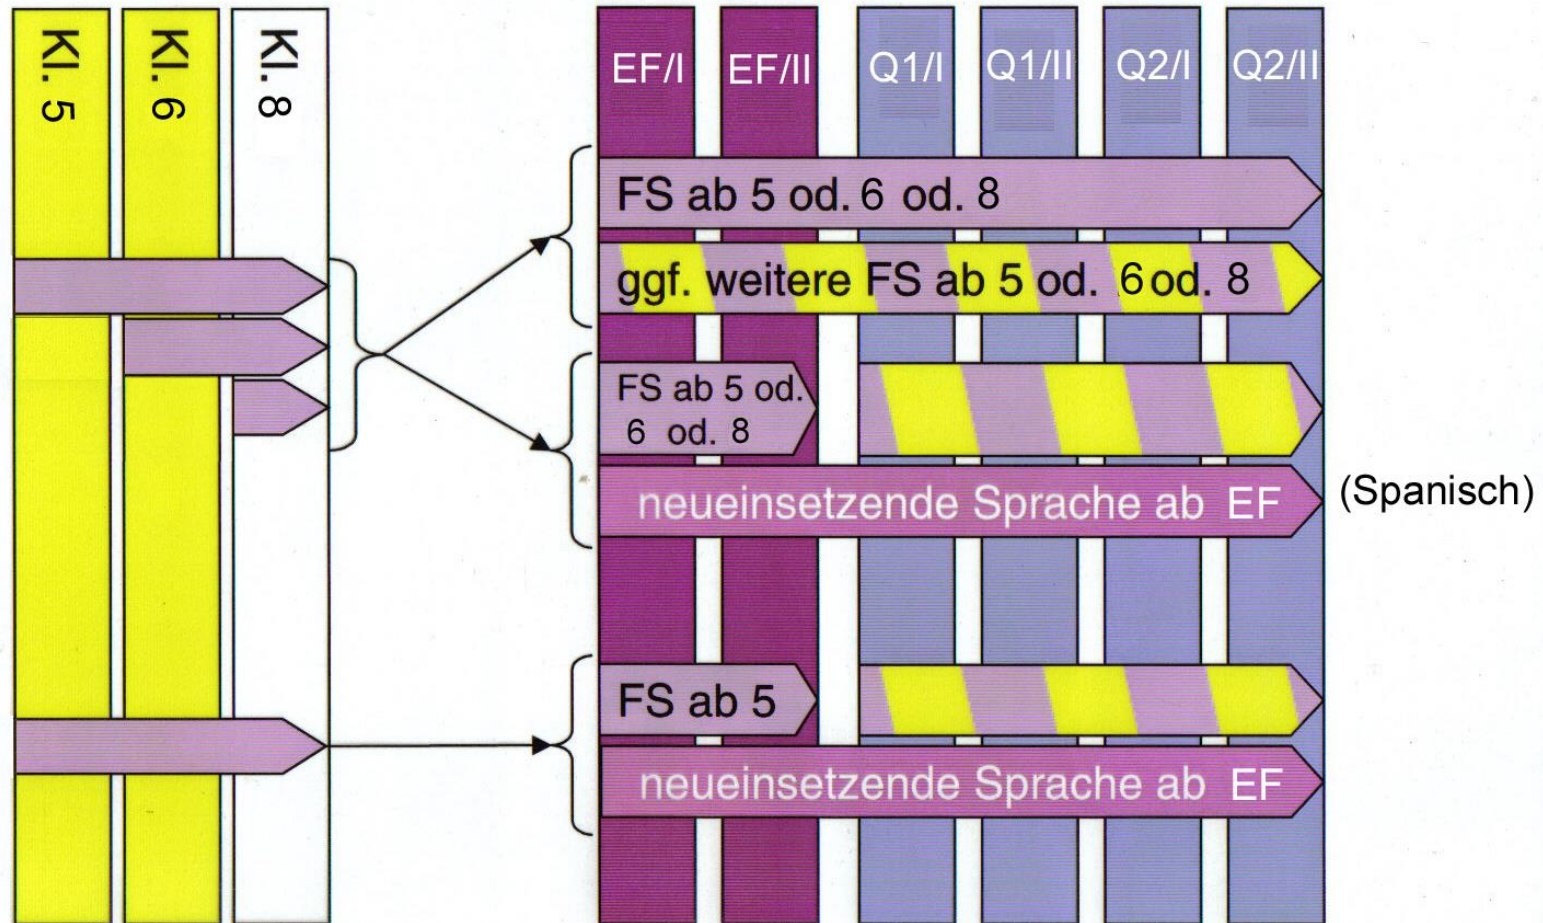 Kl. 5
Kl. 6
Kl. 8
EF/I
EF/II
Q1/I
Q1/II
Q2/I
Q2/II
FS ab 5 od. 6 od. 8
ggf. weitere FS ab 5 od. 6 od. 8
FS ab 5 od.
6 od. 8
neueinsetzende Sprache ab EF
(Spanisch)
FS ab 5
neueinsetzende Sprache ab EF